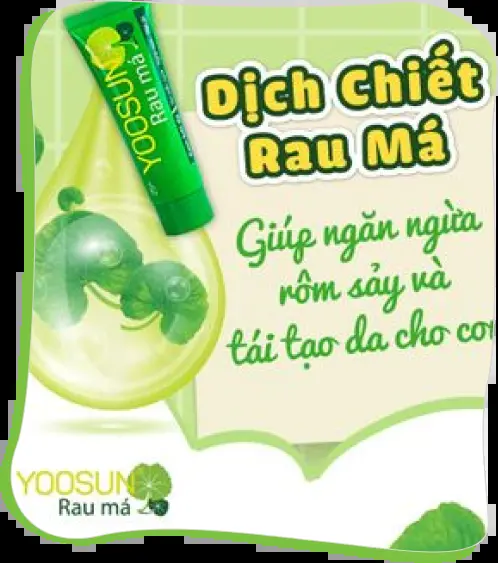 YOOSUN
Rau má
Dịch Chiết
Rau Má
Giúp ngăn ngừa
rôm sảy và
tái tạo da cho con
YOOSUN
Rau má